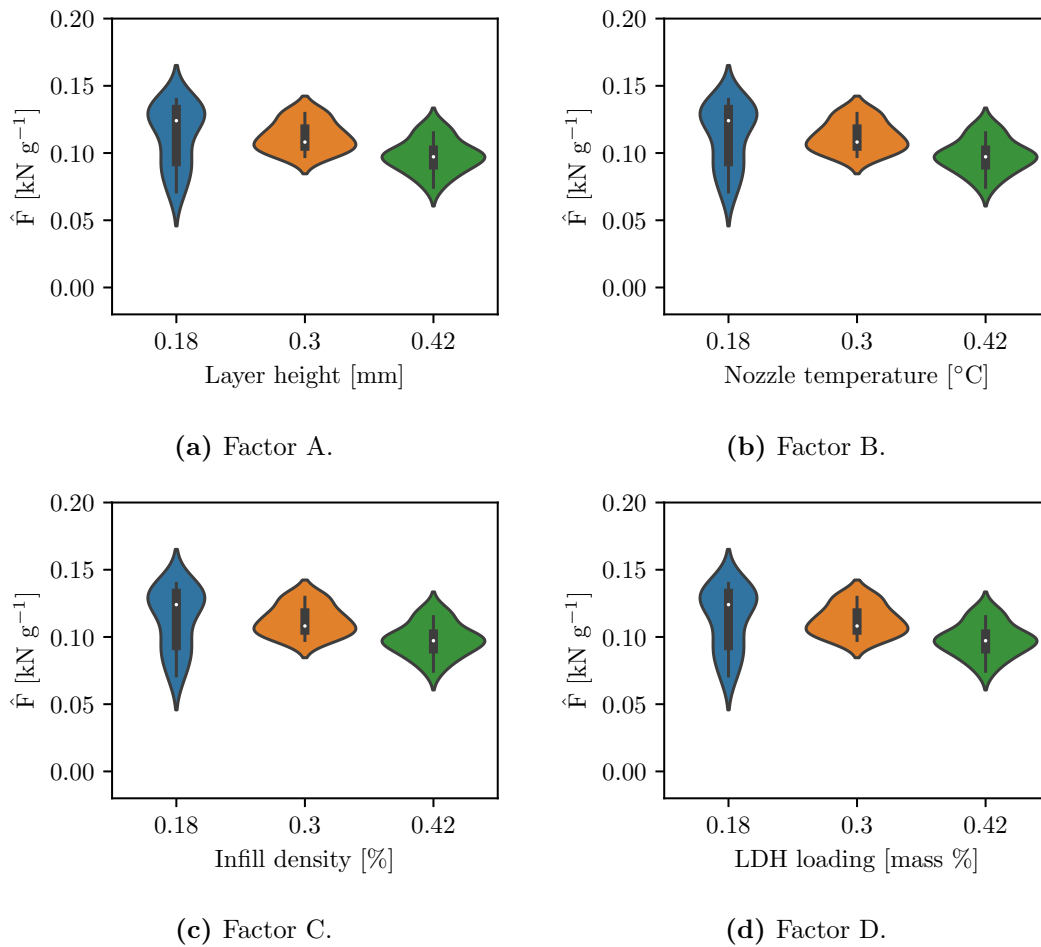 0.20
0.15
0.10
0.05
0.00
F̂ [kN g⁻¹]
0.18 0.3 0.42
Layer height [mm]
(a) Factor A.
0.20
0.15
0.10
0.05
0.00
F̂ [kN g⁻¹]
0.18 0.3 0.42
Nozzle temperature [°C]
(b) Factor B.
0.20
0.15
0.10
0.05
0.00
F̂ [kN g⁻¹]
0.18 0.3 0.42
Infill density [%]
(c) Factor C.
0.20
0.15
0.10
0.05
0.00
F̂ [kN g⁻¹]
0.18 0.3 0.42
LDH loading [mass %]
(d) Factor D.